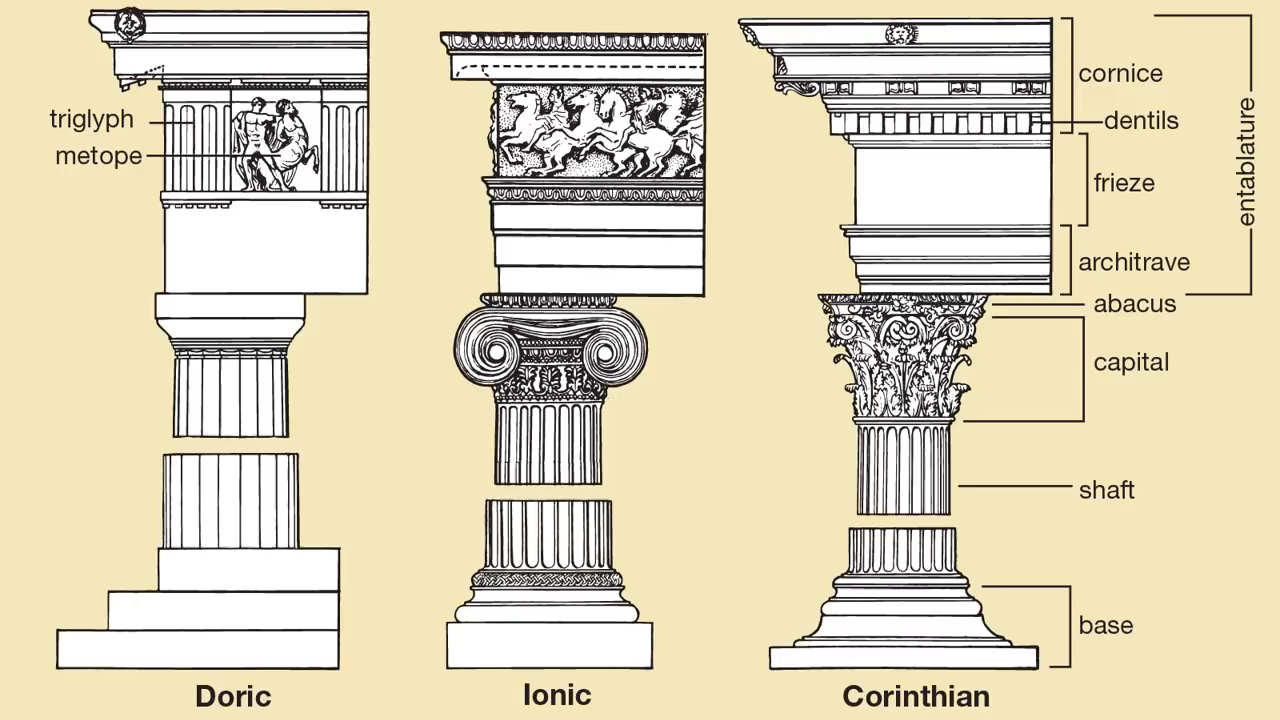 triglyph
metope
cornice
dentils
frieze
architrave
entablature
abacus
capital
shaft
base
Doric
Ionic
Corinthian